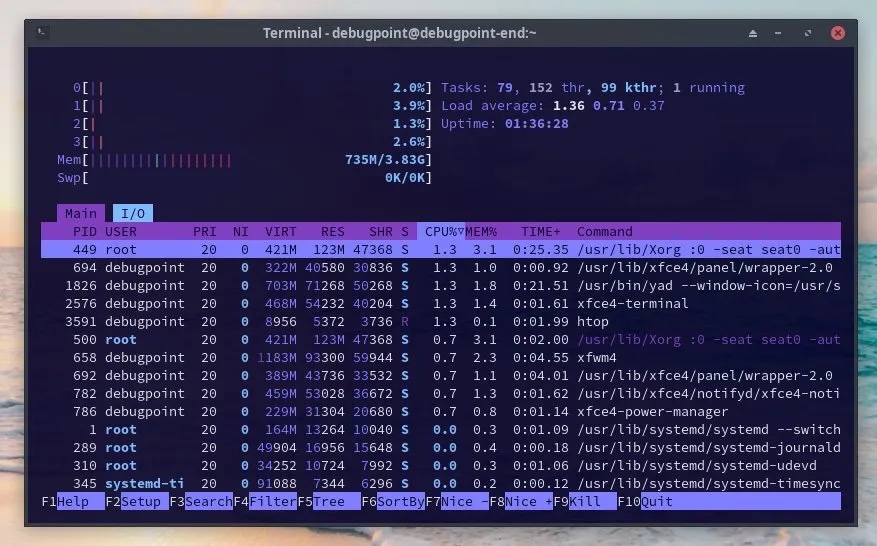 Terminal - debugpoint@debugpoint-end:~
0[|| 2.0%] Tasks: 79, 152 thr, 99 kthr; 1 running
1[|| 3.9%] Load average: 1.36 0.71 0.37
2[| 1.3%] Uptime: 01:36:28
3[|| 2.6%]
Mem[|||||||||||||||||| 735M/3.83G]
Swp[ 0K/0K]
Main I/O
PID USER PRI NI VIRT RES SHR S CPU%▽MEM% TIME+ Command
449 root 20 0 421M 123M 47368 S 1.3 3.1 0:25.35 /usr/lib/Xorg :0 -seat seat0 -aut
694 debugpoint 20 0 322M 40580 30836 S 1.3 1.0 0:00.92 /usr/lib/xfce4/panel/wrapper-2.0
1826 debugpoint 20 0 703M 71268 50268 S 1.3 1.8 0:21.51 /usr/bin/yad --window-icon=/usr/s
2576 debugpoint 20 0 468M 54232 40204 S 1.3 1.4 0:01.61 xfce4-terminal
3591 debugpoint 20 0 8956 5372 3736 R 1.3 0.1 0:01.99 htop
500 root 20 0 421M 123M 47368 S 0.7 3.1 0:02.00 /usr/lib/Xorg :0 -seat seat0 -aut
658 debugpoint 20 0 1183M 93300 59944 S 0.7 2.3 0:04.55 xfwm4
692 debugpoint 20 0 389M 43736 33532 S 0.7 1.1 0:04.01 /usr/lib/xfce4/panel/wrapper-2.0
782 debugpoint 20 0 459M 53028 36672 S 0.7 1.3 0:01.62 /usr/lib/xfce4/notifyd/xfce4-noti
786 debugpoint 20 0 229M 31304 20680 S 0.7 0.8 0:01.14 xfce4-power-manager
1 root 20 0 164M 13264 10040 S 0.0 0.3 0:01.09 /usr/lib/systemd/systemd --switch
289 root 20 0 49904 16956 15648 S 0.0 0.4 0:00.18 /usr/lib/systemd/systemd-journald
310 root 20 0 34252 10724 7992 S 0.0 0.3 0:01.06 /usr/lib/systemd/systemd-udevd
345 systemd-ti 20 0 91088 7344 6296 S 0.0 0.2 0:00.12 /usr/lib/systemd/systemd-timesync
F1Help F2Setup F3SearchF4FilterF5Tree F6SortByF7Nice -F8Nice +F9Kill F10Quit